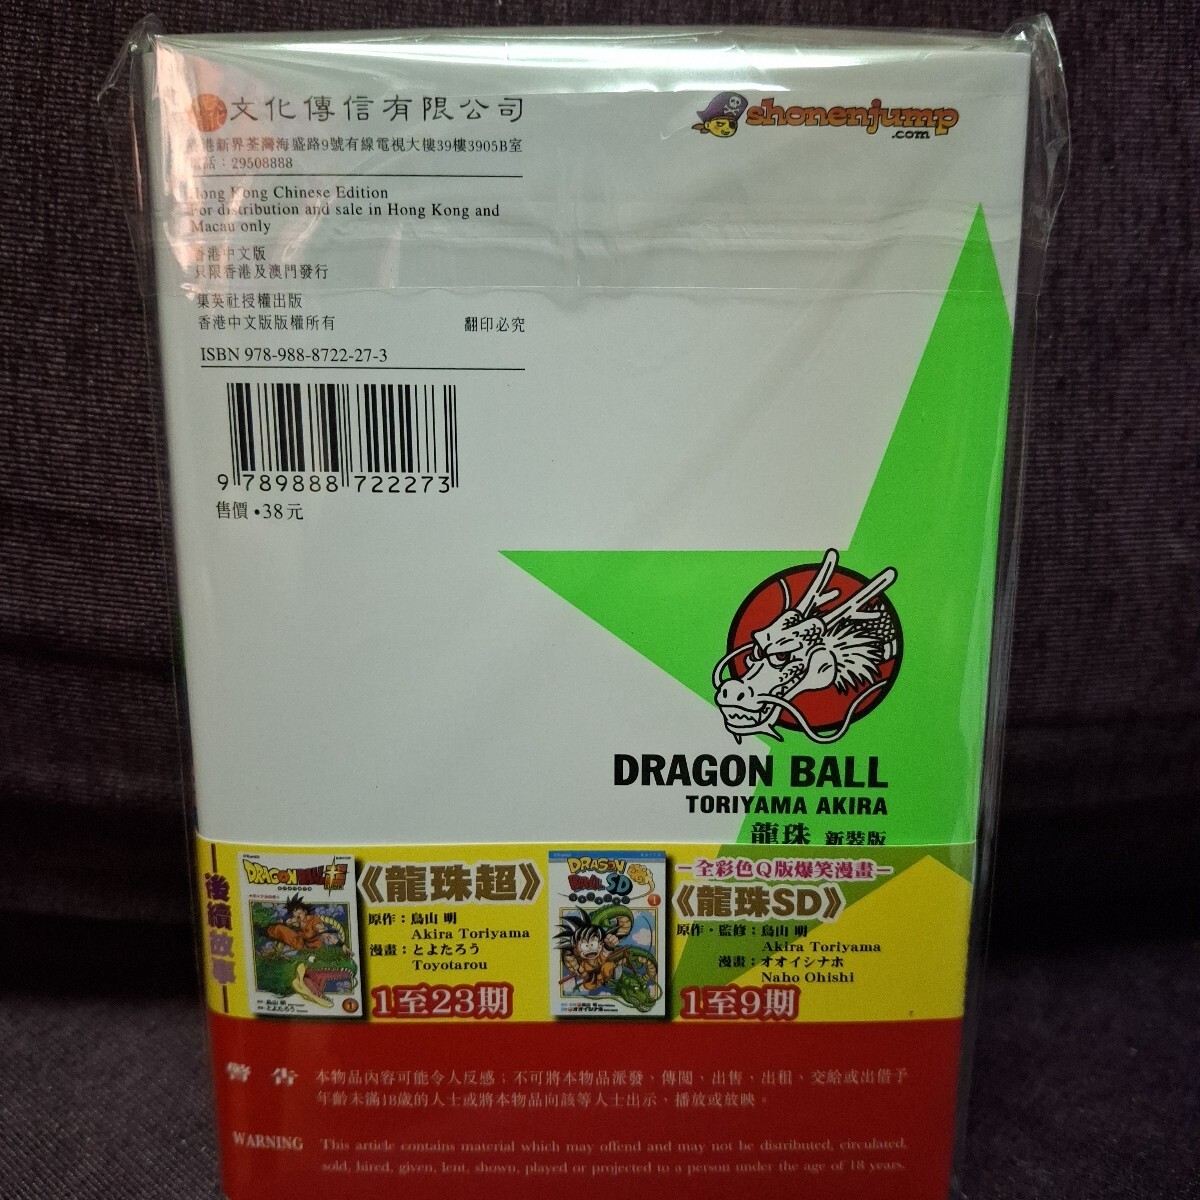 文化傳信有限公司
香港新界荃灣海盛路9號有線電視大樓39樓3905B室
電話：29508888
Hong Kong Chinese Edition
For distribution and sale in Hong Kong and
Macau only
香港中文版
只限香港及澳門發行
集英社授權出版
香港中文版版權所有 翻印必究
ISBN 978-988-8722-27-3
9 789888 722273
售價•38元
shonenjump
.com
DRAGON BALL
TORIYAMA AKIRA
龍珠 新裝版
後續故事
DRAGON BALL超
1
《龍珠超》
原作：鳥山 明
Akira Toriyama
漫畫：とよたろう
Toyotarou
1至23期
DRAGON BALL SD
1
－全彩色Q版爆笑漫畫－
《龍珠SD》
原作・監修：鳥山 明
Akira Toriyama
漫畫：オオイシナホ
Naho Ohishi
1至9期
警告 本物品內容可能令人反感；不可將本物品派發、傳閱、出售、出租、交給或出借予
年齡未滿18歲的人士或將本物品向該等人士出示、播放或放映。
WARNING This article contains material which may offend and may not be distributed, circulated,
sold, hired, given, lent, shown, played or projected to a person under the age of 18 years.